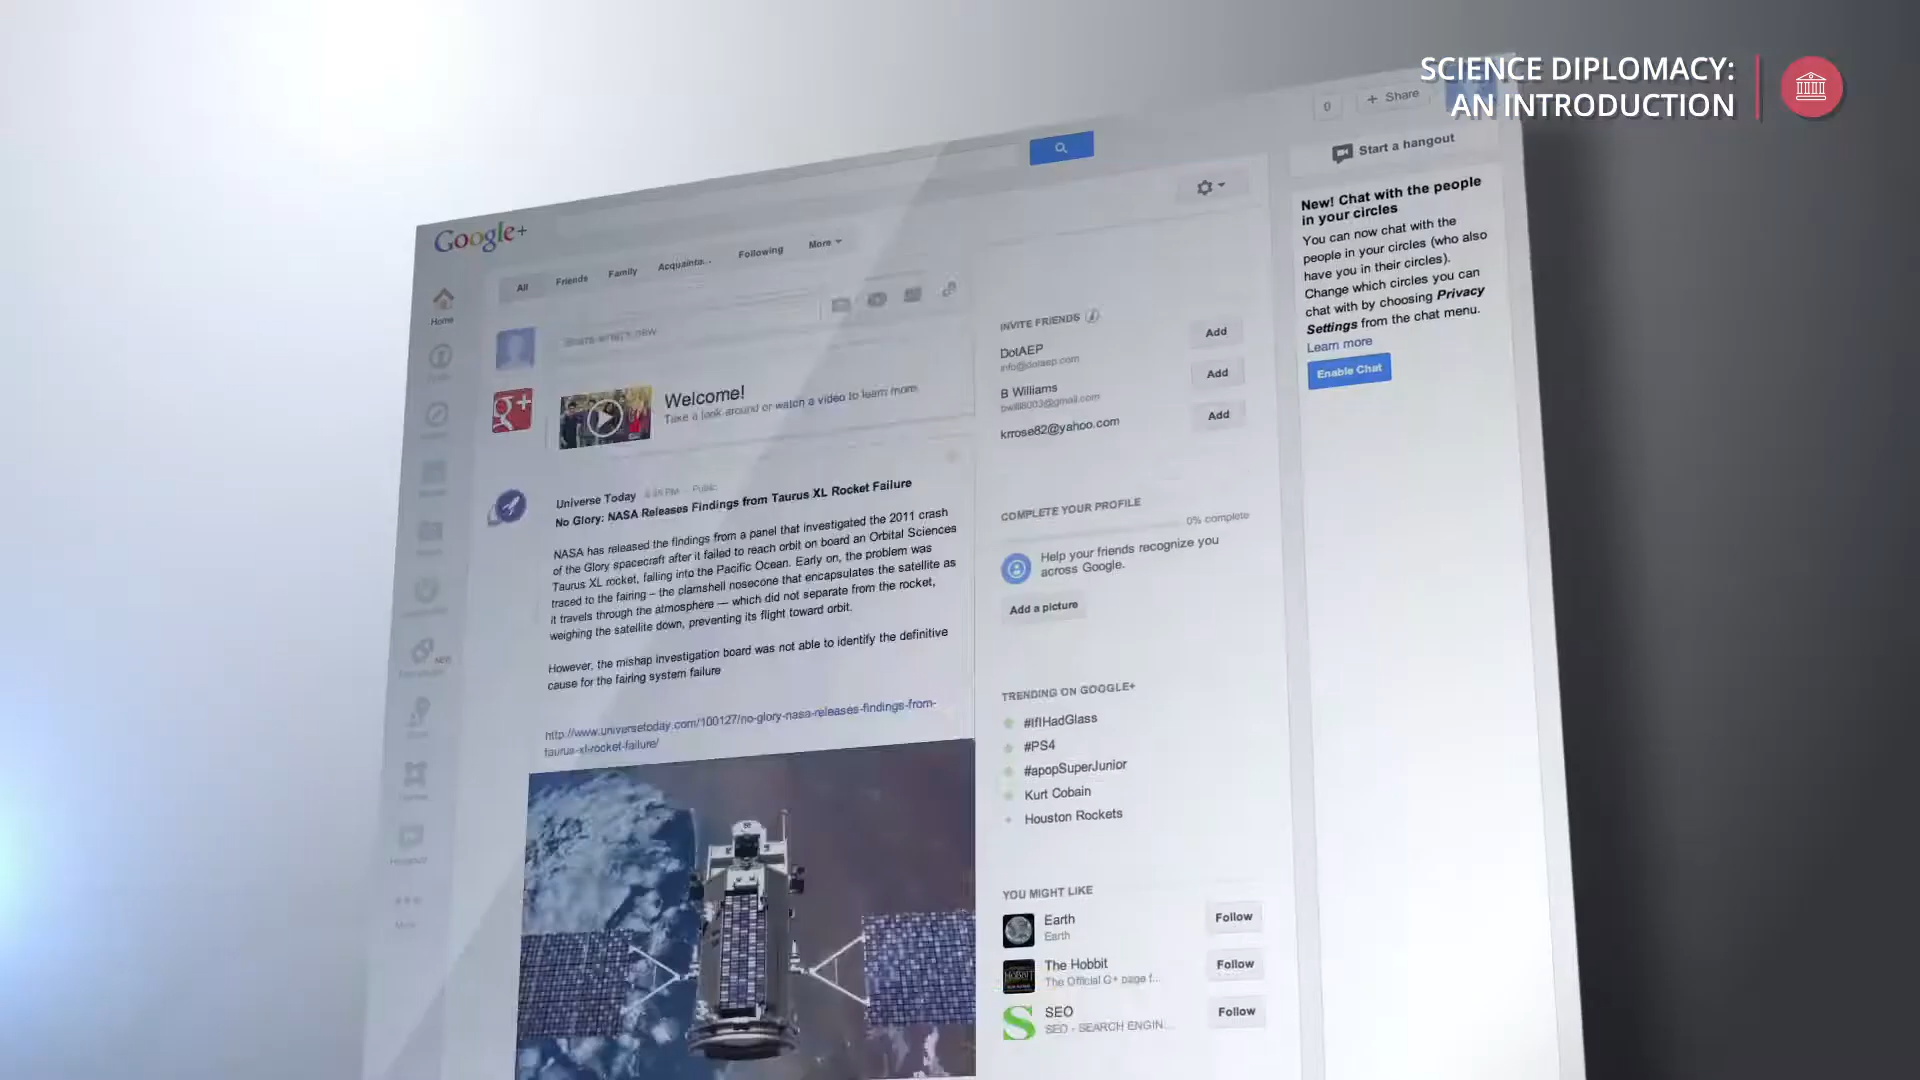 SCIENCE DIPLOMACY:
AN INTRODUCTION
0
+ Share
Start a hangout
Google+
All
Friends
Family
Acquainta...
Following
More
Home
Welcome!
Take a look around or watch a video to learn more
Universe Today
Public
No Glory: NASA Releases Findings from Taurus XL Rocket Failure
NASA has released the findings from a panel that investigated the 2011 crash
of the Glory spacecraft after it failed to reach orbit on board an Orbital Sciences
Taurus XL rocket, falling into the Pacific Ocean. Early on, the problem was
traced to the fairing – the clamshell nosecone that encapsulates the satellite as
it travels through the atmosphere — which did not separate from the rocket,
weighing the satellite down, preventing its flight toward orbit.
However, the mishap investigation board was not able to identify the definitive
cause for the fairing system failure
http://www.universetoday.com/100127/no-glory-nasa-releases-findings-from-
taurus-xl-rocket-failure/
INVITE FRIENDS
DotAEP
info@dotaep.com
Add
B Williams
Add
krrose82@yahoo.com
Add
COMPLETE YOUR PROFILE
0% complete
Help your friends recognize you
across Google.
Add a picture
TRENDING ON GOOGLE+
#IfIHadGlass
#PS4
#apopSuperJunior
Kurt Cobain
Houston Rockets
YOU MIGHT LIKE
Earth
Earth
Follow
The Hobbit
The Official G+ page f...
Follow
SEO
SEO - SEARCH ENGIN...
Follow
New! Chat with the people
in your circles
You can now chat with the
people in your circles (who also
have you in their circles).
Change which circles you can
chat with by choosing Privacy
Settings from the chat menu.
Learn more
Enable Chat